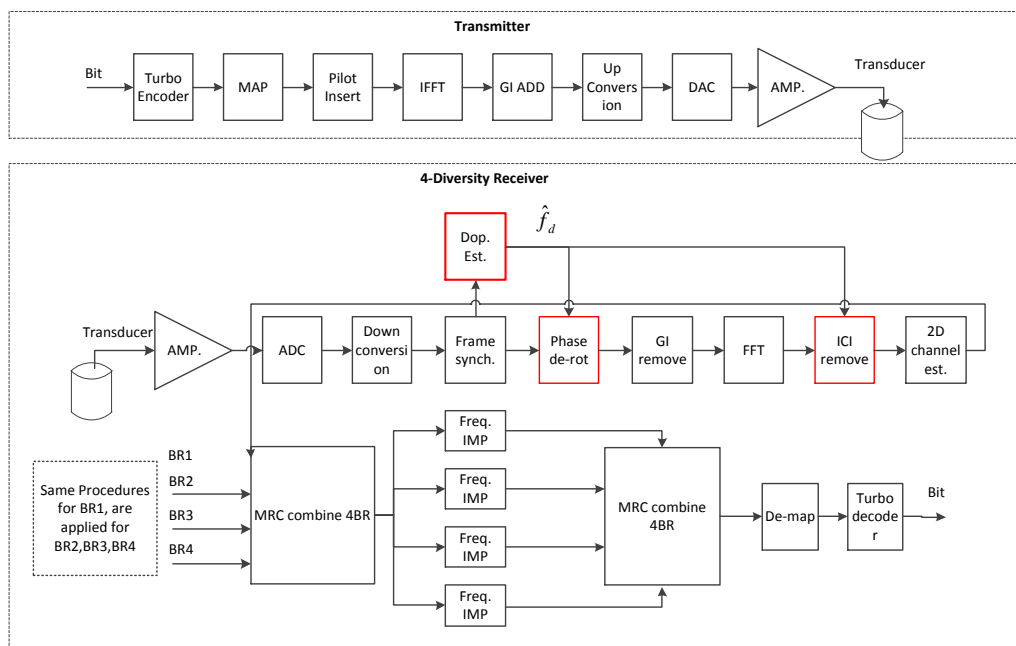 Transmitter
Bit
Turbo
Encoder
MAP
Pilot
Insert
IFFT
GI ADD
Up
Convers
ion
DAC
AMP.
Transducer
4-Diversity Receiver
Dop.
Est.
f̂_d
Transducer
AMP.
ADC
Down
conversi
on
Frame
synch.
Phase
de-rot
GI
remove
FFT
ICI
remove
2D
channel
est.
Same Procedures
for BR1, are
applied for
BR2,BR3,BR4
BR1
BR2
BR3
BR4
MRC combine 4BR
Freq.
IMP
Freq.
IMP
Freq.
IMP
Freq.
IMP
MRC combine
4BR
De-map
Turbo
decode
r
Bit